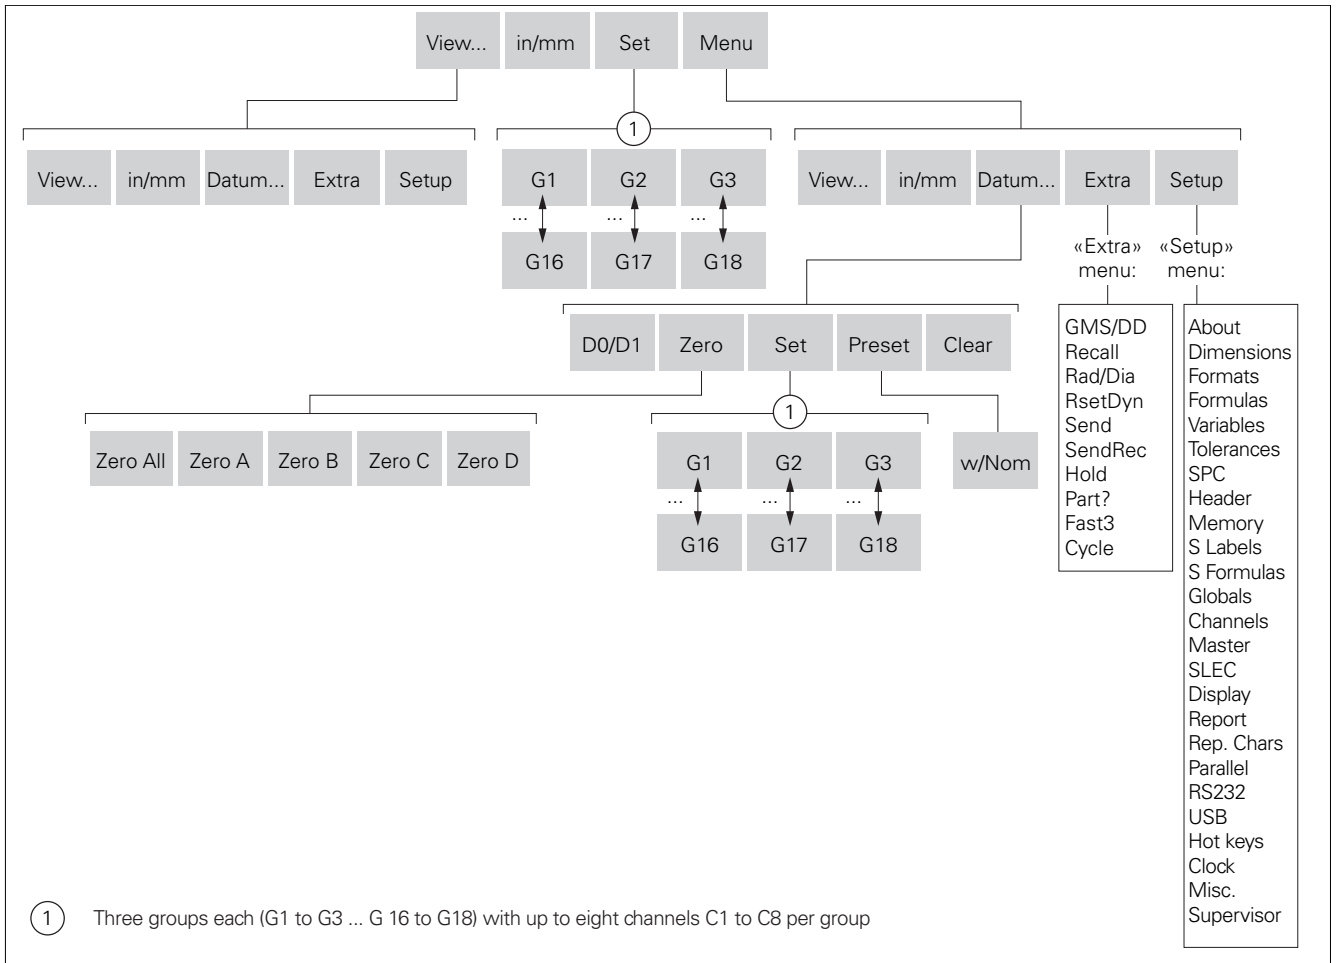 View... in/mm Set Menu
1
View... in/mm Datum... Extra Setup
G1 G2 G3
... ... ...
G16 G17 G18
View... in/mm Datum... Extra Setup
«Extra»
menu:
«Setup»
menu:
D0/D1 Zero Set Preset Clear
1
Zero All Zero A Zero B Zero C Zero D
G1 G2 G3
... ... ...
G16 G17 G18
w/Nom
GMS/DD
Recall
Rad/Dia
RsetDyn
Send
SendRec
Hold
Part?
Fast3
Cycle
About
Dimensions
Formats
Formulas
Variables
Tolerances
SPC
Header
Memory
S Labels
S Formulas
Globals
Channels
Master
SLEC
Display
Report
Rep. Chars
Parallel
RS232
USB
Hot keys
Clock
Misc.
Supervisor
1 Three groups each (G1 to G3 ... G 16 to G18) with up to eight channels C1 to C8 per group